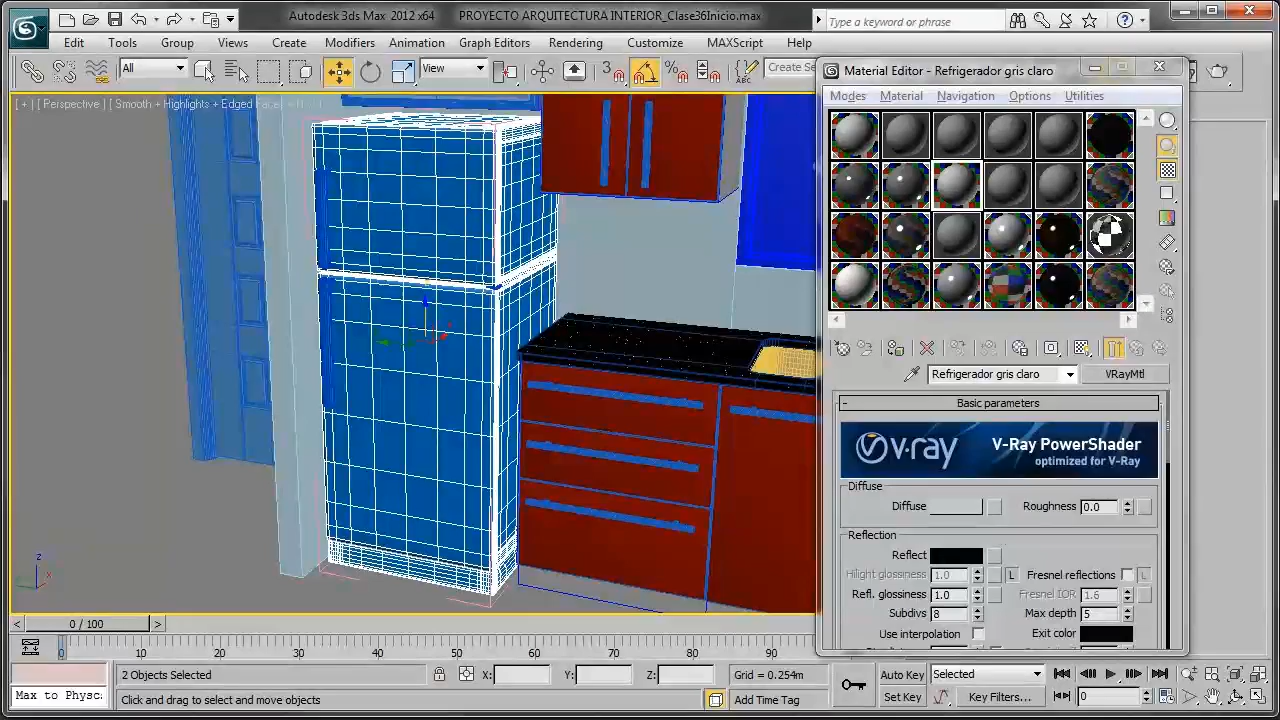 Autodesk 3ds Max 2012 x64 PROYECTO ARQUITECTURA INTERIOR_Clase36Inicio.max
Type a keyword or phrase
Edit Tools Group Views Create Modifiers Animation Graph Editors Rendering Customize MAXScript Help
All View 3 Create Se
[ + ] [ Perspective ] [ Smooth + Highlights + Edged
Material Editor - Refrigerador gris claro
Modes Material Navigation Options Utilities
Refrigerador gris claro VRayMtl
- Basic parameters
V·ray V-Ray PowerShader
optimized for V-Ray
Diffuse
Diffuse Roughness 0.0
Reflection
Reflect
Hilight glossiness 1.0 L Fresnel reflections L
Refl. glossiness 1.0 Fresnel IOR 1.6
Subdivs 8 Max depth 5
Use interpolation Exit color
z
x
< 0 / 100 >
0 10 20 30 40 50 60 70 80 90
2 Objects Selected X: Y: Z: Grid = 0.254m Auto Key Selected
Max to Physc. Click and drag to select and move objects Add Time Tag Set Key Key Filters... 0